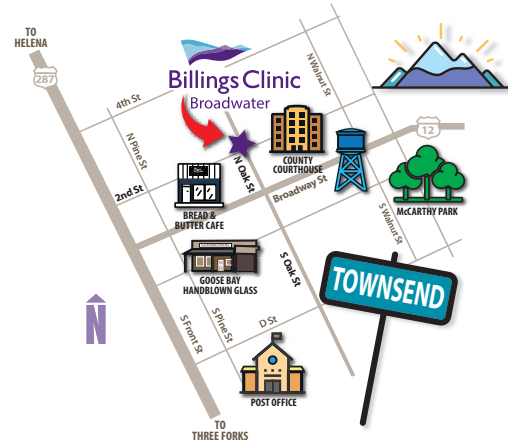 TO
HELENA
287
Billings Clinic
Broadwater
4th St
N Walnut St
12
N Pine St
COUNTY
COURTHOUSE
N Oak St
2nd St
Broadway St
BREAD &
BUTTER CAFE
McCARTHY PARK
S Walnut St
GOOSE BAY
HANDBLOWN GLASS
S Oak St
TOWNSEND
N
S Front St
S Pine St
D St
POST OFFICE
TO
THREE FORKS